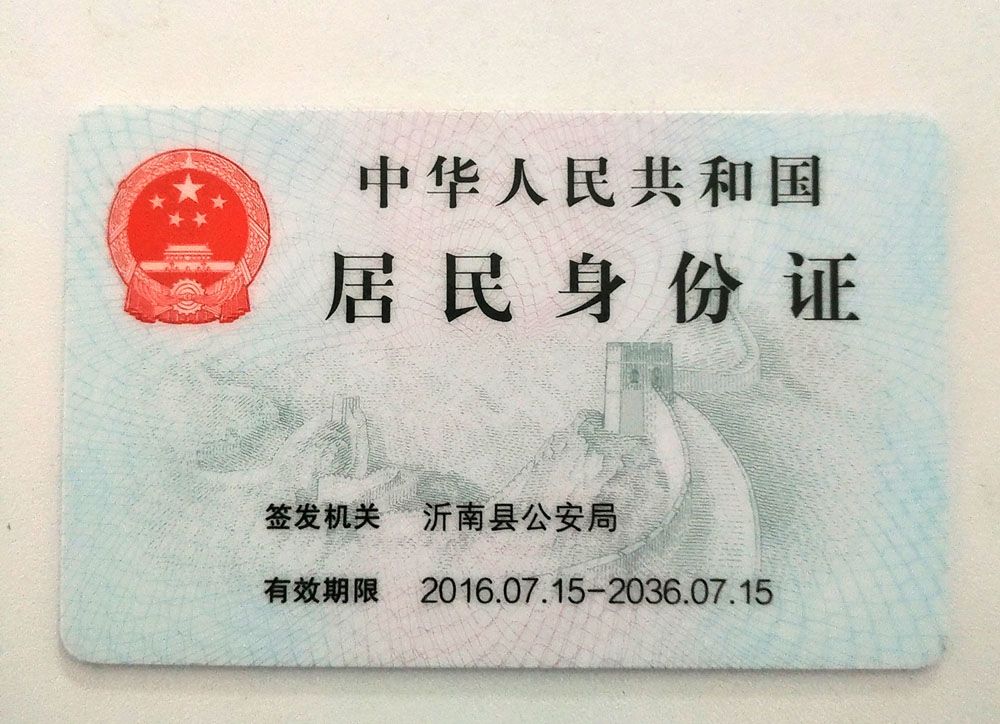 中华人民共和国
居民身份证
签发机关 沂南县公安局
有效期限 2016.07.15-2036.07.15